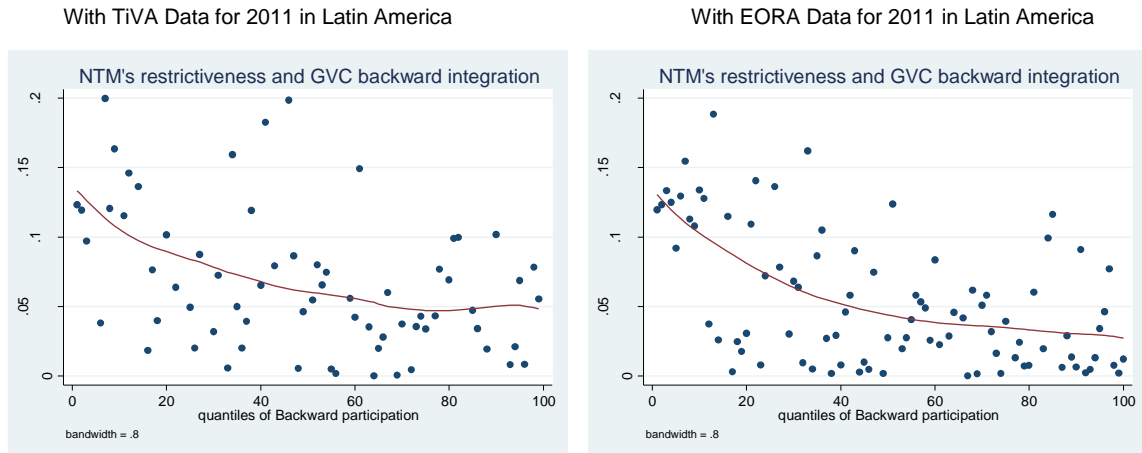 With TiVA Data for 2011 in Latin America
NTM's restrictiveness and GVC backward integration
.2
.15
.1
.05
0
0 20 40 60 80 100
quantiles of Backward participation
bandwidth = .8
With EORA Data for 2011 in Latin America
NTM's restrictiveness and GVC backward integration
.2
.15
.1
.05
0
0 20 40 60 80 100
quantiles of Backward participation
bandwidth = .8